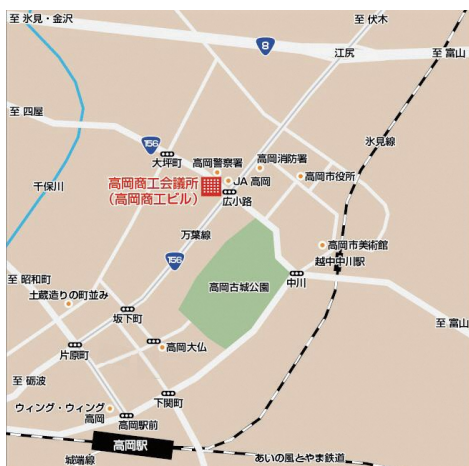 至 氷見・金沢
至 伏木
8
江尻
至 富山
至 四屋
156
大坪町
高岡警察署
高岡消防署
氷見線
JA 高岡
高岡市役所
高岡商工会議所
(高岡商工ビル)
広小路
千保川
万葉線
156
高岡市美術館
越中中川駅
至 昭和町
高岡古城公園
中川
土蔵造りの町並み
坂下町
至 富山
片原町
高岡大仏
至 砺波
下関町
ウィング・ウィング
高岡
高岡駅前
高岡駅
城端線
あいの風とやま鉄道